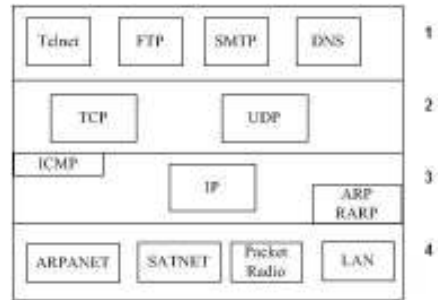 Telnet FTP SMTP DNS 1
TCP UDP 2
ICMP
IP 3
ARP
RARP
ARPANET SATNET Packet Radio LAN 4